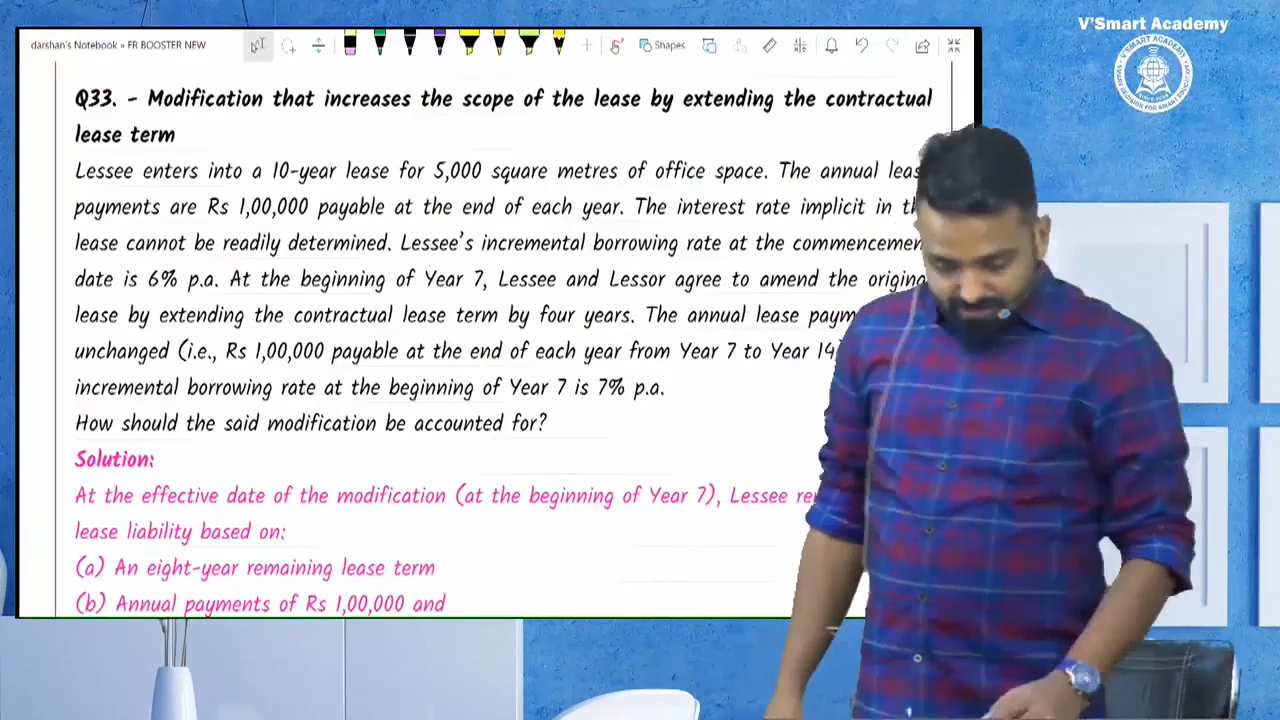 V'Smart Academy
darshan's Notebook » FR BOOSTER NEW
Shapes
Q33. - Modification that increases the scope of the lease by extending the contractual
lease term
Lessee enters into a 10-year lease for 5,000 square metres of office space. The annual
payments are Rs 1,00,000 payable at the end of each year. The interest rate implicit in
lease cannot be readily determined. Lessee's incremental borrowing rate at the
date is 6% p.a. At the beginning of Year 7, Lessee and Lessor agree to amend the
lease by extending the contractual lease term by four years. The annual lease
unchanged (i.e., Rs 1,00,000 payable at the end of each year from Year 7 to Year 14
incremental borrowing rate at the beginning of Year 7 is 7% p.a.
How should the said modification be accounted for?
Solution:
At the effective date of the modification (at the beginning of Year 7), Lessee
lease liability based on:
(a) An eight-year remaining lease term
(b) Annual payments of Rs 1,00,000 and